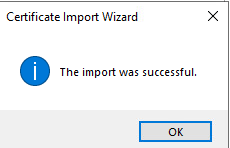 Certificate Import Wizard
The import was successful.
OK